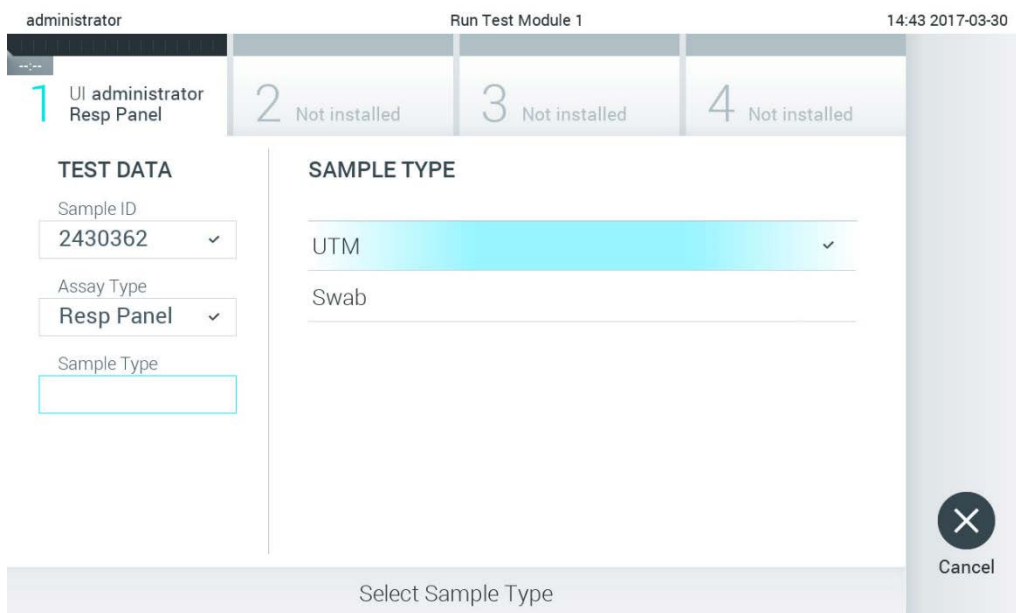 administrator
Run Test Module 1
14:43 2017-03-30
--:--
1 UI administrator
Resp Panel
2 Not installed
3 Not installed
4 Not installed
TEST DATA
Sample ID
2430362
Assay Type
Resp Panel
Sample Type
SAMPLE TYPE
UTM
Swab
Cancel
Select Sample Type